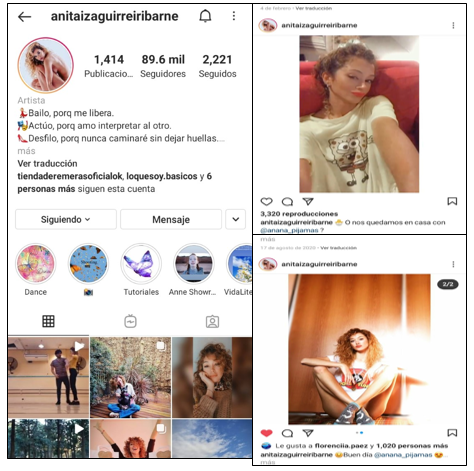 anitaizaguirreiribarne
1,414 89.6 mil 2,221
Publicacio... Seguidores Seguidos
Artista
💃Bailo, porq me libera.
🎭Actúo, porq amo interpretar al otro.
👠Desfilo, porq nunca caminaré sin dejar huellas...
más
Ver traducción
tiendaderemerasoficialok, loquesoy.basicos y 6
personas más siguen esta cuenta
Siguiendo Mensaje
Dance 📷 Tutoriales Anne Showr... VidaLite
4 de febrero · Ver traducción
anitaizaguirreiribarne
3,320 reproducciones
anitaizaguirreiribarne O nos quedamos en casa con
@anana_pijamas ?
más
17 de agosto de 2020 · Ver traducción
anitaizaguirreiribarne
2/2
Le gusta a florenciia.paez y 1,020 personas más
anitaizaguirreiribarne Buen día @anana_pijamas
más